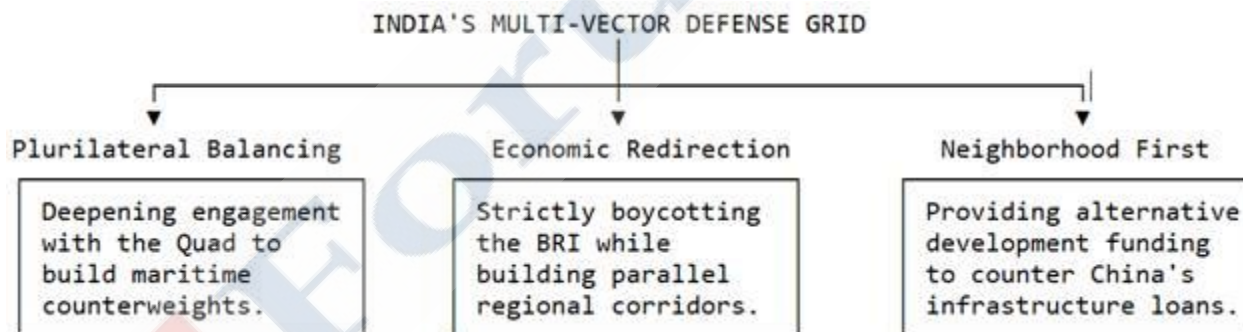 INDIA'S MULTI-VECTOR DEFENSE GRID
Plurilateral Balancing
Deepening engagement
with the Quad to
build maritime
counterweights.
Economic Redirection
Strictly boycotting
the BRI while
building parallel
regional corridors.
Neighborhood First
Providing alternative
development funding
to counter China's
infrastructure loans.